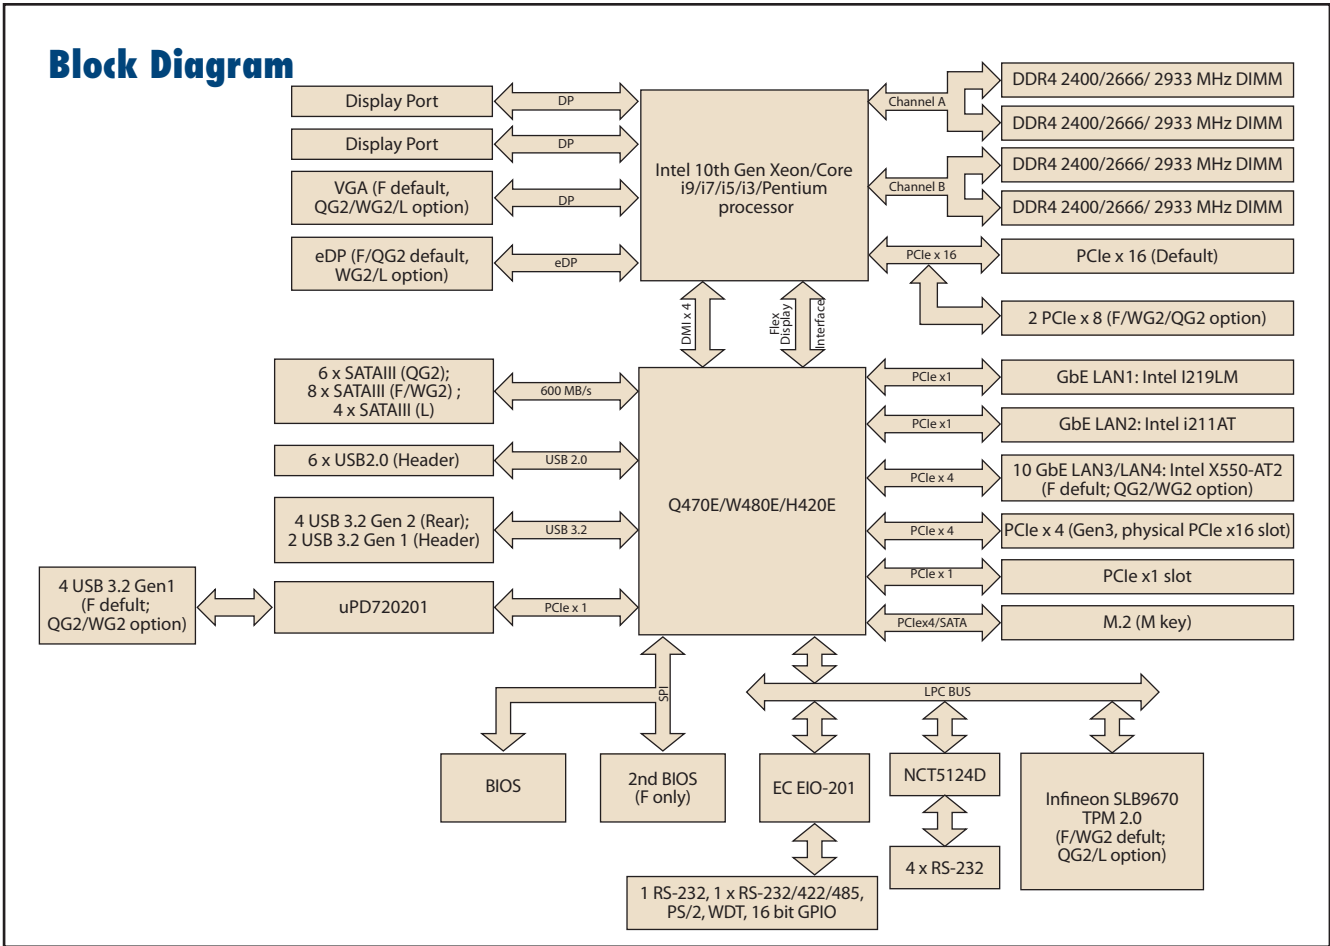 Block Diagram
Display Port
DP
Display Port
DP
VGA (F default,
QG2/WG2/L option)
DP
eDP (F/QG2 default,
WG2/L option)
eDP
Intel 10th Gen Xeon/Core
i9/i7/i5/i3/Pentium
processor
Channel A
DDR4 2400/2666/ 2933 MHz DIMM
DDR4 2400/2666/ 2933 MHz DIMM
Channel B
DDR4 2400/2666/ 2933 MHz DIMM
DDR4 2400/2666/ 2933 MHz DIMM
PCIe x 16
PCIe x 16 (Default)
2 PCIe x 8 (F/WG2/QG2 option)
DMI x 4
Flex
Display
Interface
6 x SATAIII (QG2);
8 x SATAIII (F/WG2) ;
4 x SATAIII (L)
600 MB/s
6 x USB2.0 (Header)
USB 2.0
4 USB 3.2 Gen 2 (Rear);
2 USB 3.2 Gen 1 (Header)
USB 3.2
4 USB 3.2 Gen1
(F defult;
QG2/WG2 option)
uPD720201
PCIe x 1
Q470E/W480E/H420E
PCIe x1
GbE LAN1: Intel I219LM
PCIe x1
GbE LAN2: Intel i211AT
PCIe x 4
10 GbE LAN3/LAN4: Intel X550-AT2
(F defult; QG2/WG2 option)
PCIe x 4
PCIe x 4 (Gen3, physical PCIe x16 slot)
PCIe x 1
PCIe x1 slot
PCIex4/SATA
M.2 (M key)
SPI
LPC BUS
BIOS
2nd BIOS
(F only)
EC EIO-201
NCT5124D
Infineon SLB9670
TPM 2.0
(F/WG2 defult;
QG2/L option)
4 x RS-232
1 RS-232, 1 x RS-232/422/485,
PS/2, WDT, 16 bit GPIO